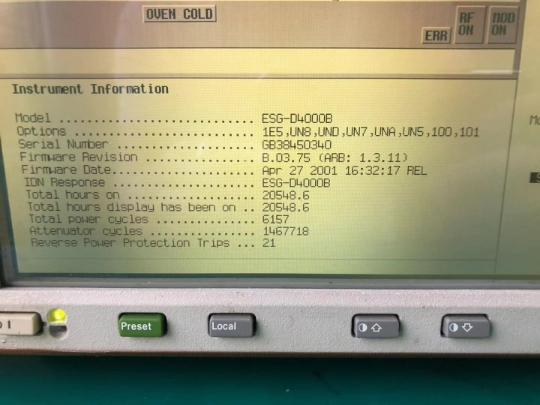 OVEN COLD
ERR
RF
ON
MOD
ON
Instrument Information
Model .......................... ESG-D4000B
Options ........................ 1E5,UN8,UND,UN7,UNA,UN5,100,101
Serial Number .................. GB38450340
Firmware Revision .............. B.03.75 (ARB: 1.3.11)
Firmware Date................... Apr 27 2001 16:32:17 REL
IDN Response ................... ESG-D4000B
Total hours on ................. 20548.6
Total hours display has been on .. 20548.6
Total power cycles ............. 6157
Attenuator cycles .............. 1467718
Reverse Power Protection Trips ... 21
Preset
Local